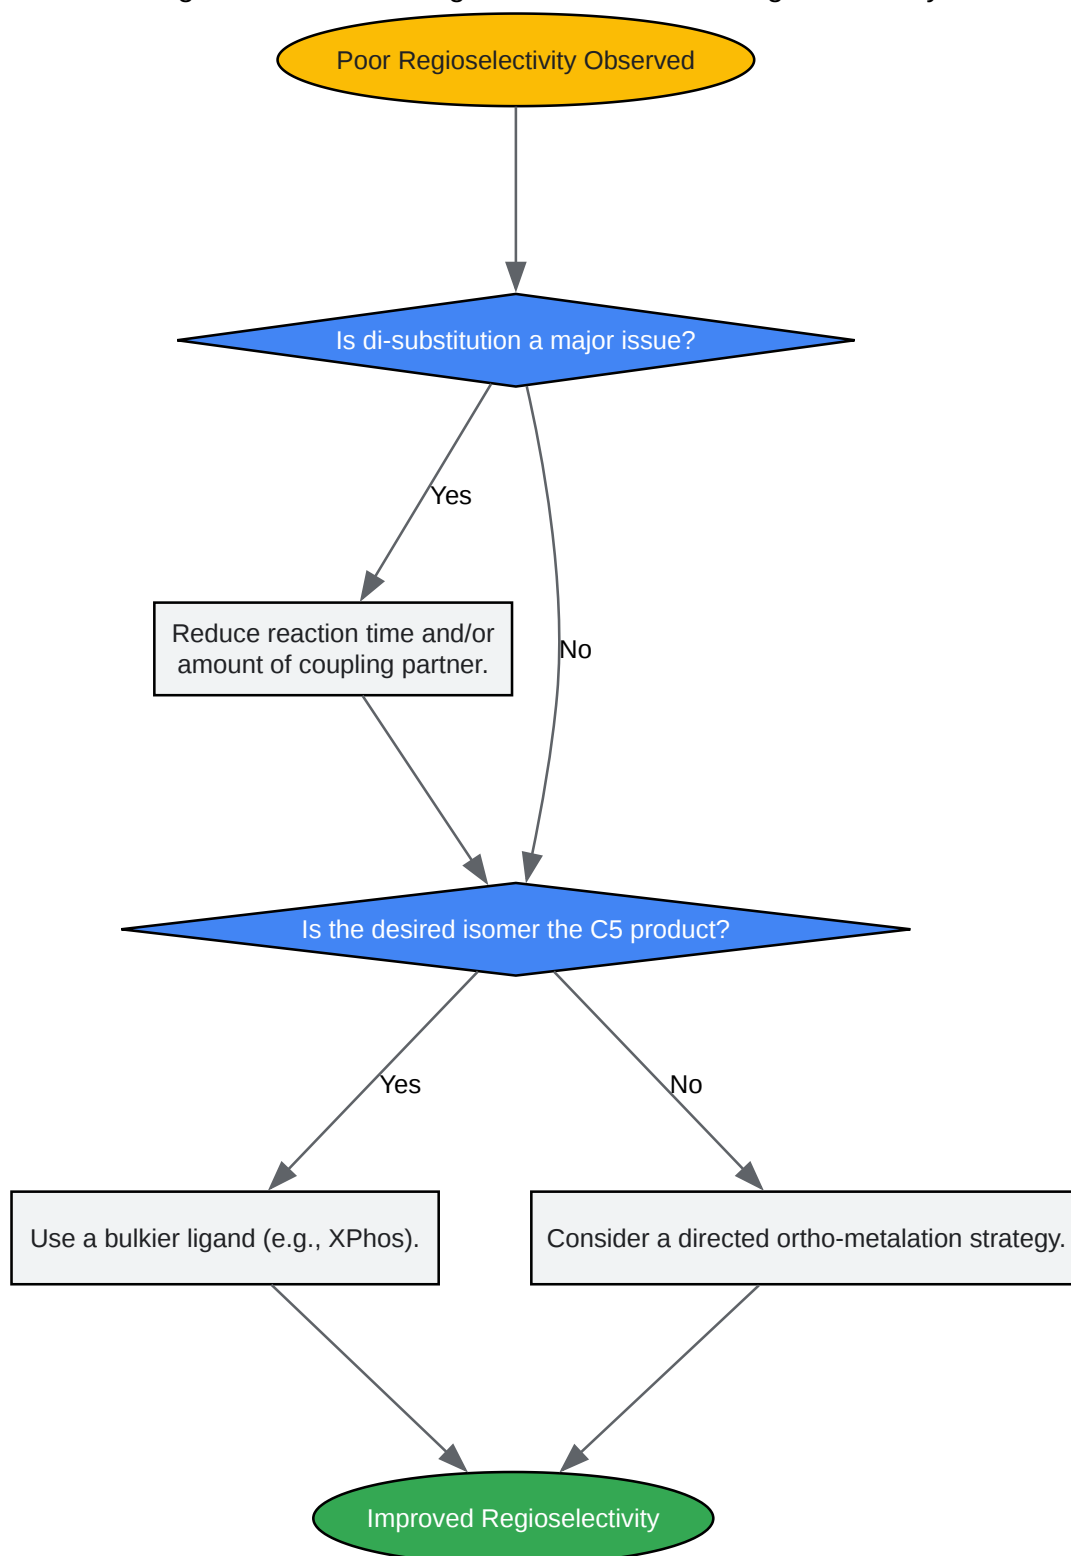 Poor Regioselectivity Observed
Is di-substitution a major issue?
Yes
Reduce reaction time and/or
amount of coupling partner.
No
Is the desired isomer the C5 product?
Yes
No
Use a bulkier ligand (e.g., XPhos).
Consider a directed ortho-metalation strategy.
Improved Regioselectivity